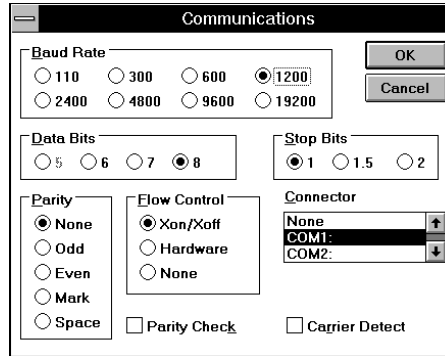 Communications
Baud Rate
110 300 600 1200
2400 4800 9600 19200
OK
Cancel
Data Bits
5 6 7 8
Stop Bits
1 1.5 2
Parity
None
Odd
Even
Mark
Space
Flow Control
Xon/Xoff
Hardware
None
Connector
None
COM1:
COM2:
Parity Check
Carrier Detect